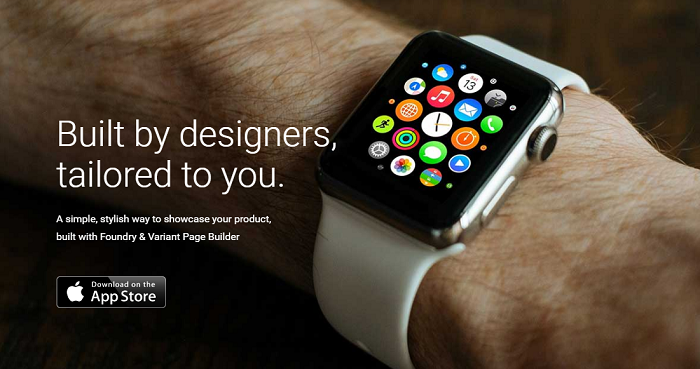 Built by designers,
tailored to you.
A simple, stylish way to showcase your product,
built with Foundry & Variant Page Builder
Download on the
App Store
13